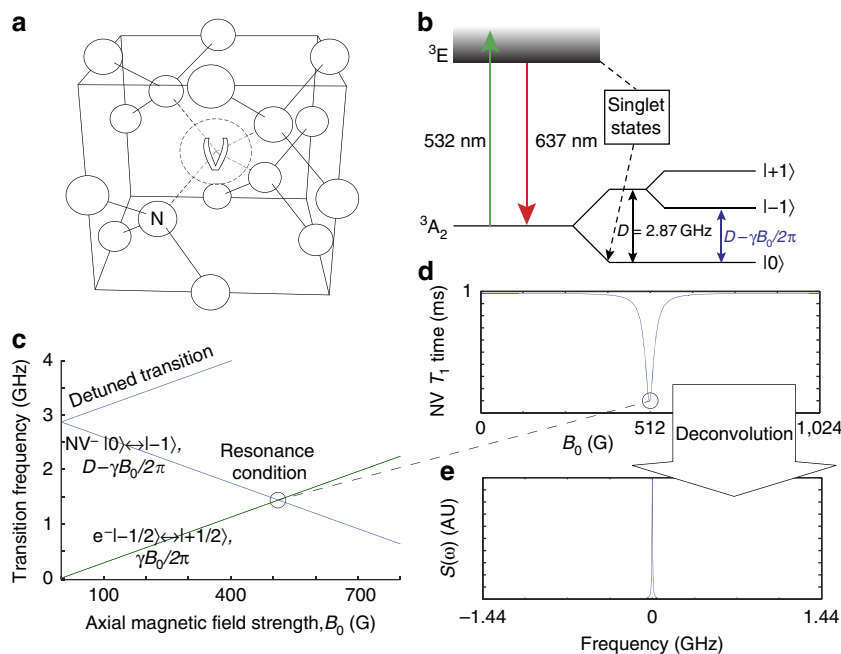 a
V
N
b
³E
532 nm
637 nm
Singlet
states
³A₂
D = 2.87 GHz
D–γB₀/2π
|+1⟩
|–1⟩
|0⟩
c
Transition frequency (GHz)
4
3
2
1
0
Detuned transition
NV⁻ |0⟩↔|–1⟩,
D–γB₀/2π
Resonance
condition
e⁻|–1/2⟩↔|+1/2⟩,
γB₀/2π
100
400
700
Axial magnetic field strength,B₀ (G)
d
NV T₁ time (ms)
1
0
0
512
1,024
B₀ (G)
Deconvolution
e
S(ω) (AU)
–1.44
0
1.44
Frequency (GHz)